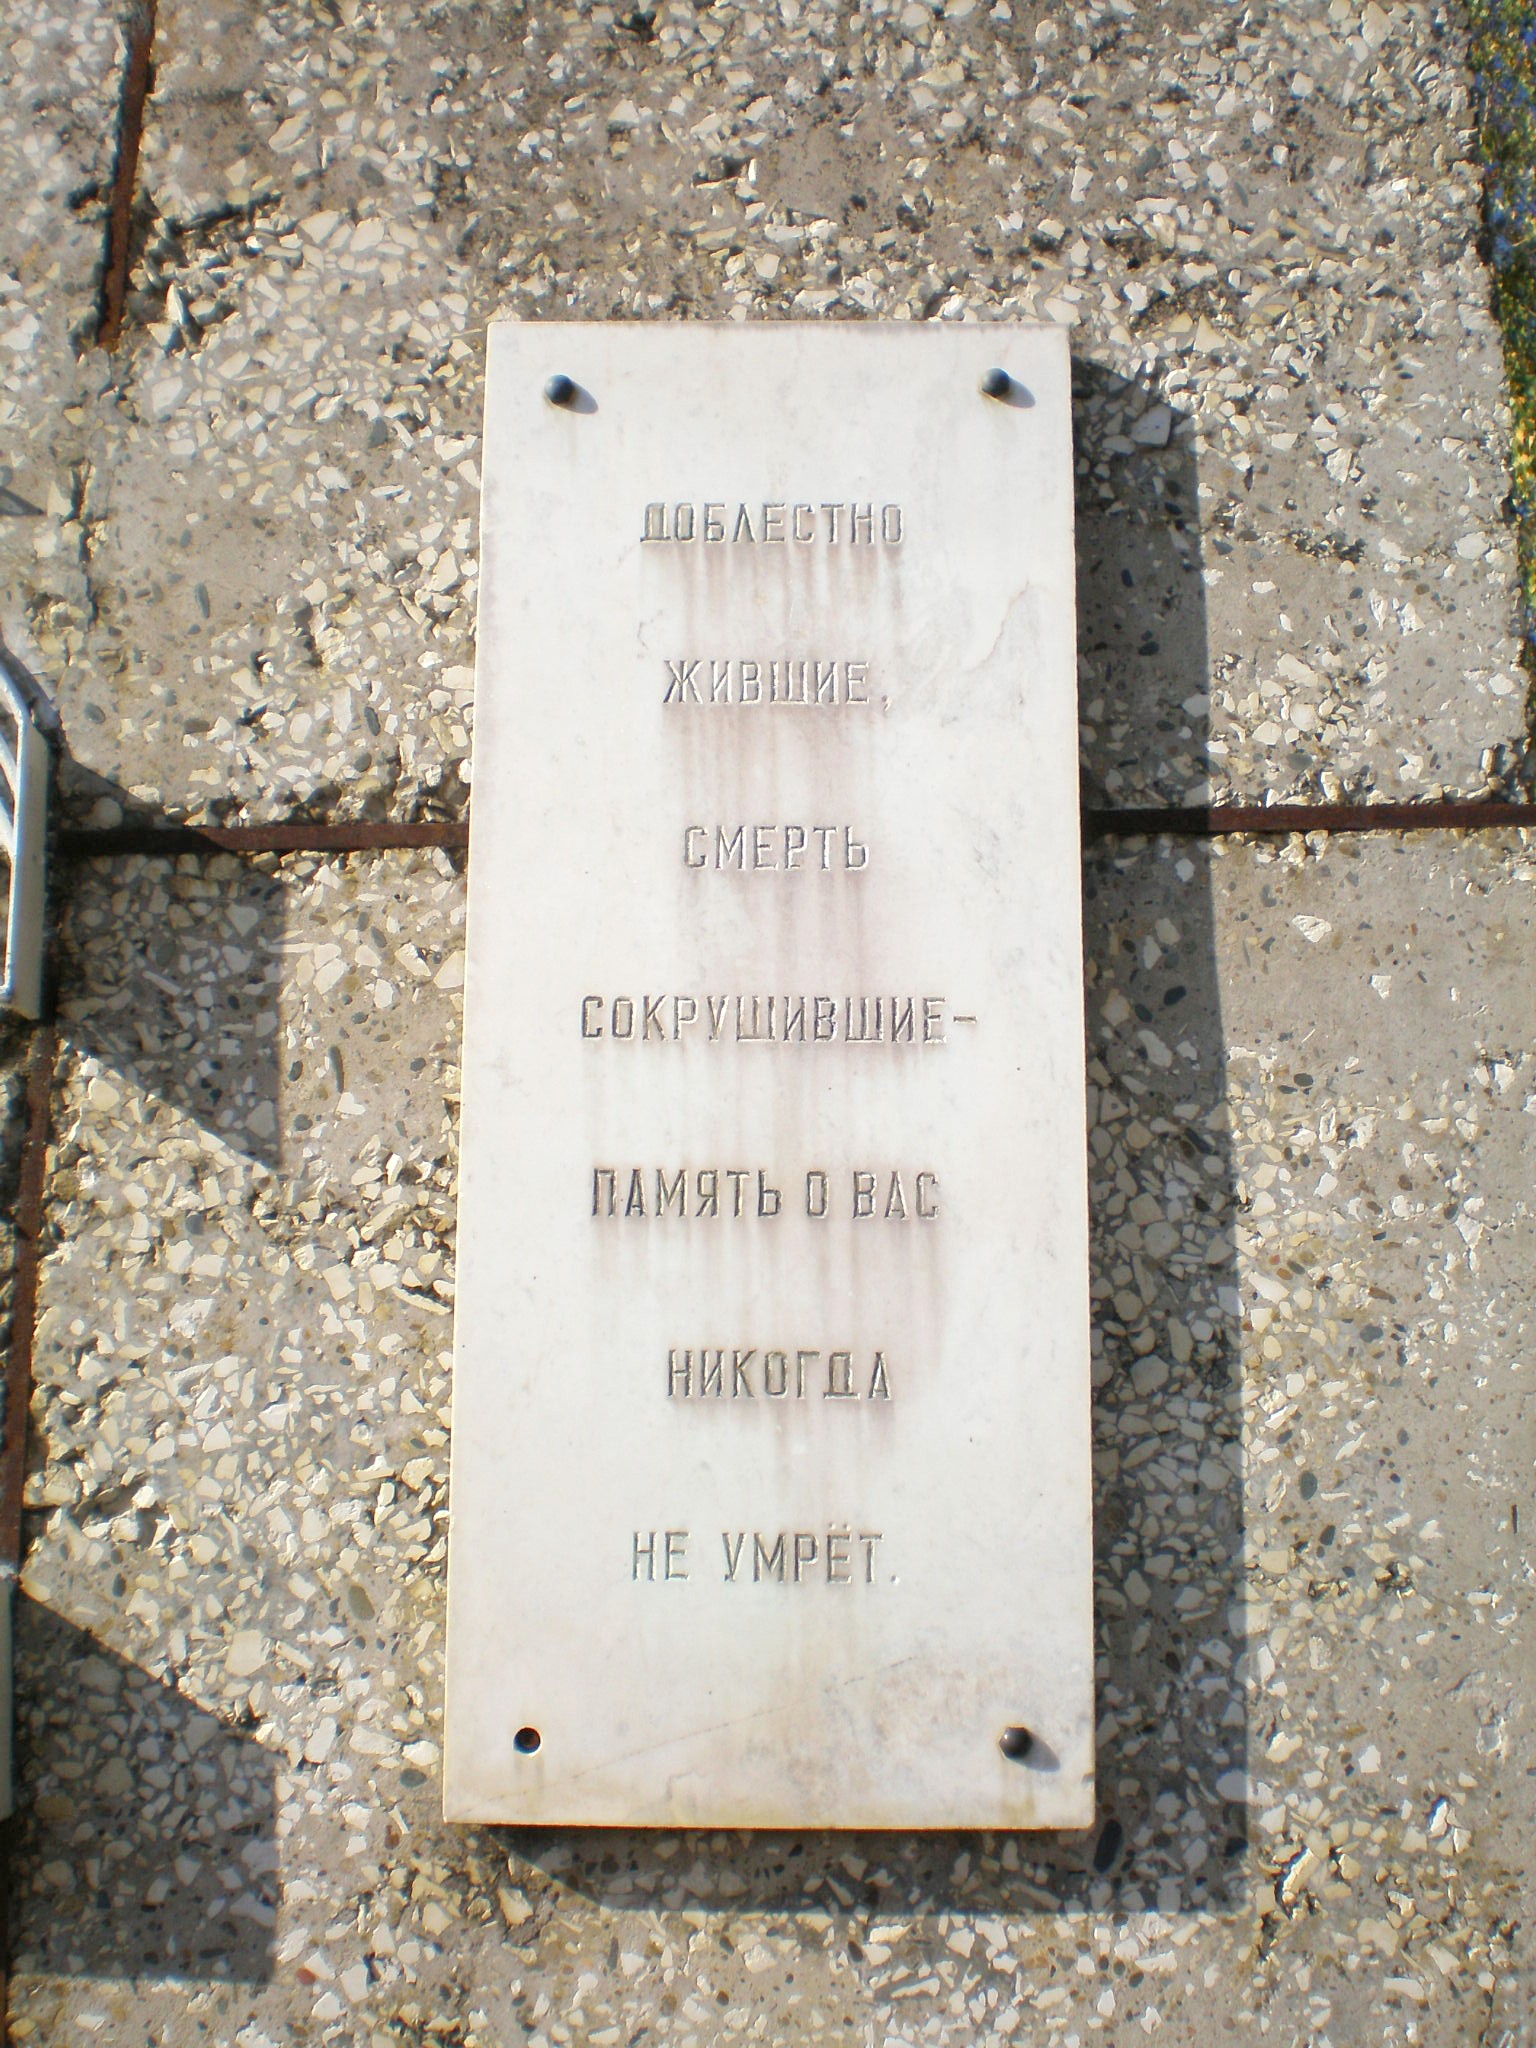 ДОБЛЕСТНО
ЖИВШИЕ,
СМЕРТЬ
СОКРУШИВШИЕ-
ПАМЯТЬ О ВАС
НИКОГДА
НЕ УМРЁТ.